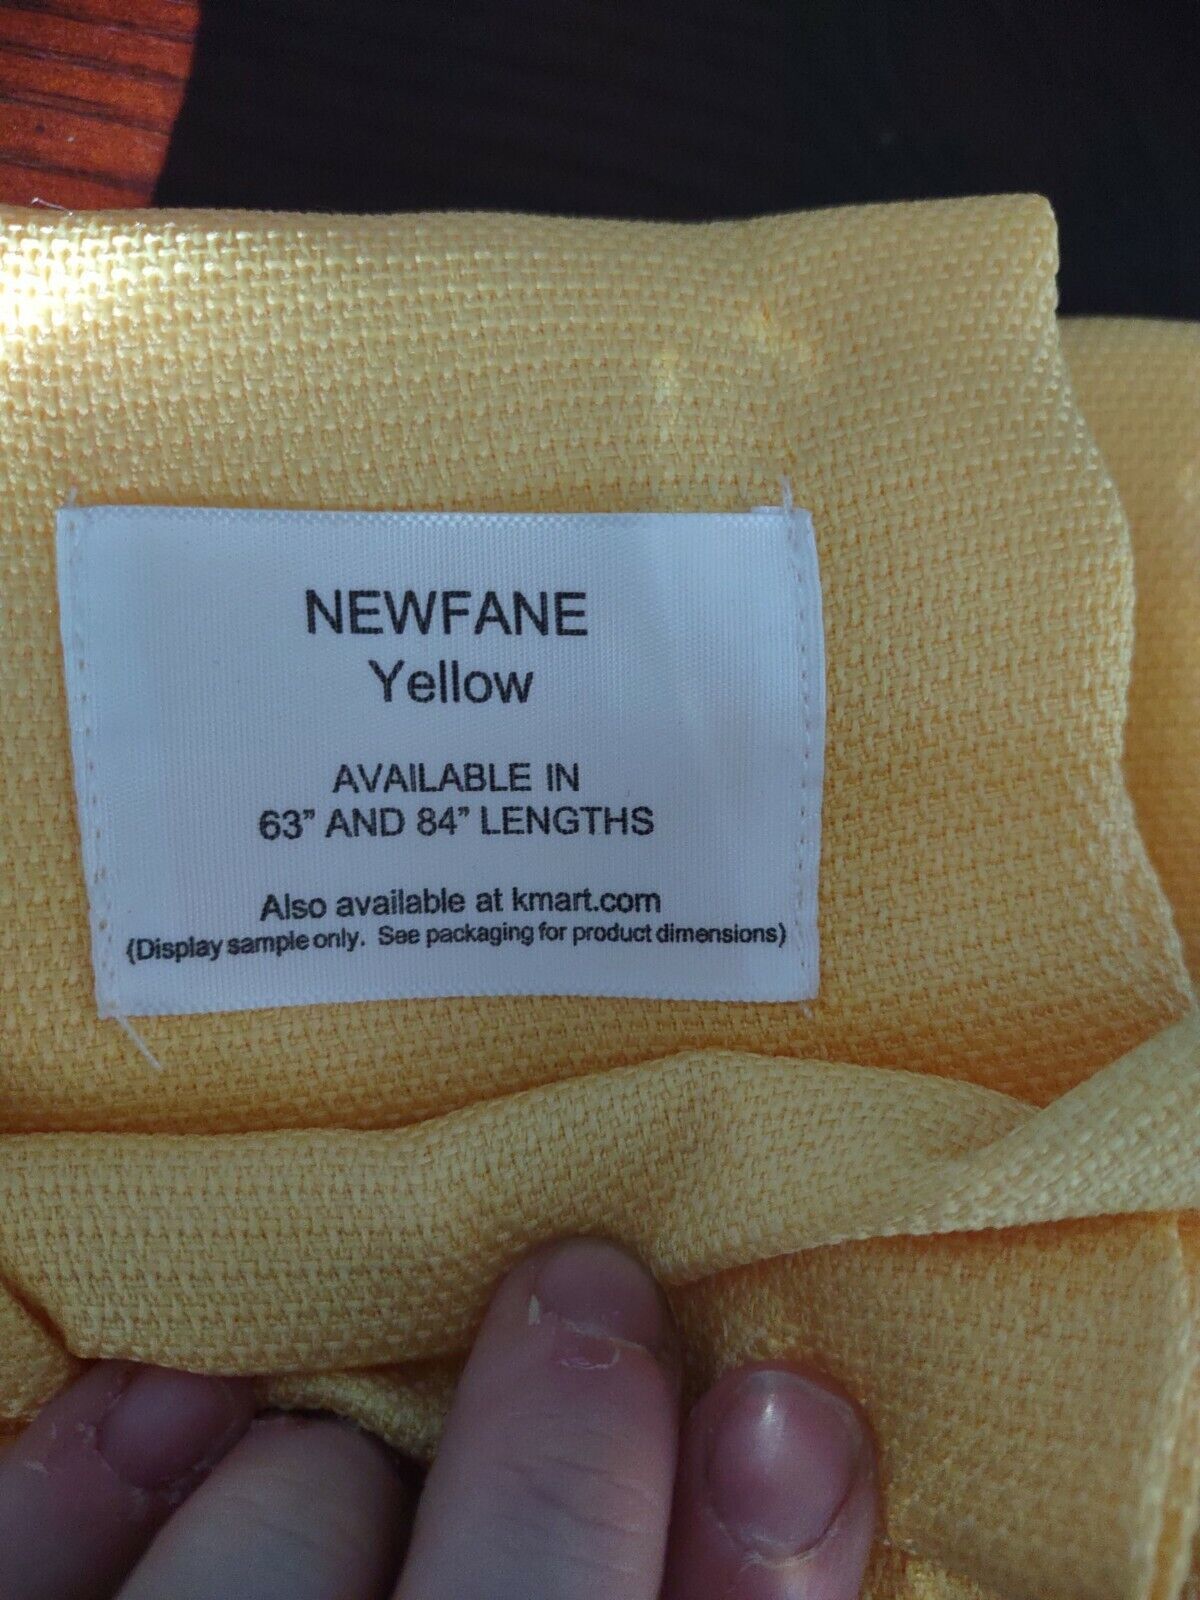 NEWFANE
Yellow
AVAILABLE IN
63” AND 84” LENGTHS
Also available at kmart.com
(Display sample only. See packaging for product dimensions)